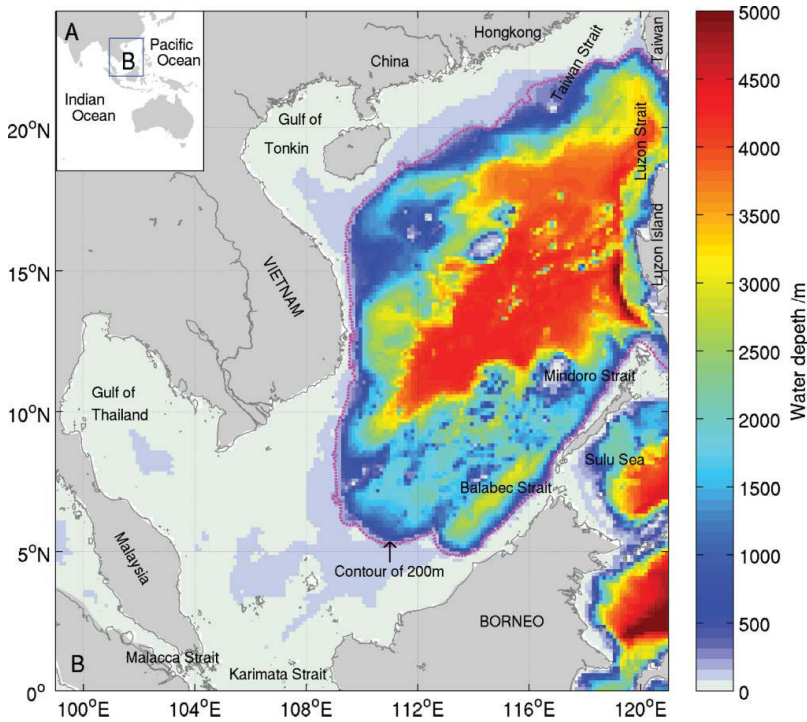 A
B
Pacific
Ocean
Indian
Ocean
Hongkong
Taiwan
China
Taiwan Strait
Gulf of
Tonkin
Luzon Strait
Luzon Island
VIETNAM
Mindoro Strait
Gulf of
Thailand
Sulu Sea
Balabec Strait
Malaysia
Contour of 200m
BORNEO
Malacca Strait
Karimata Strait
B
20°N
15°N
10°N
5°N
0°
100°E
104°E
108°E
112°E
116°E
120°E
5000
4500
4000
3500
3000
2500
2000
1500
1000
500
0
Water depeth /m